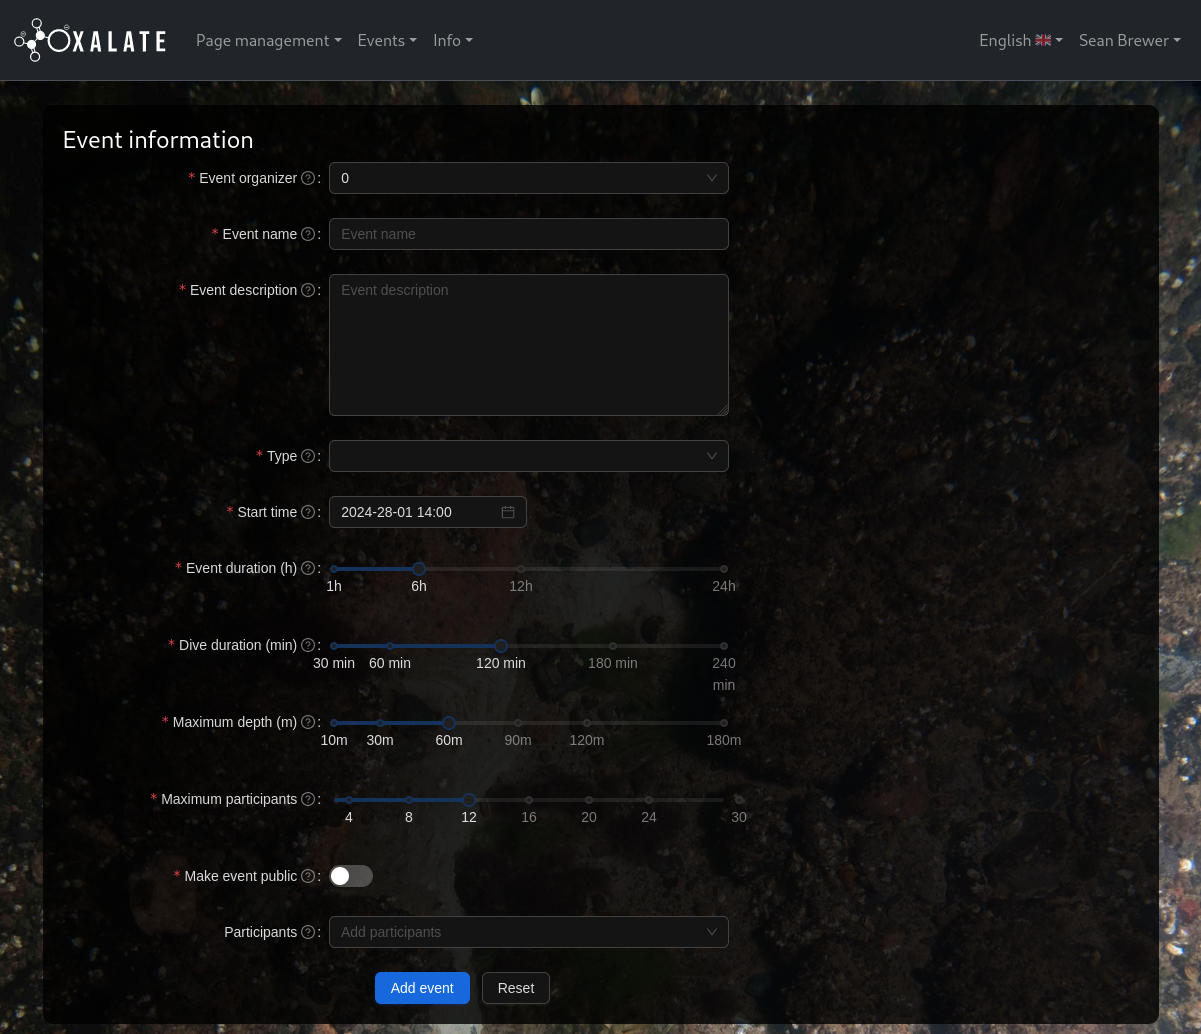 OXALATE Page management Events Info English Sean Brewer
Event information
* Event organizer ? : 0
* Event name ? : Event name
* Event description ? : Event description
* Type ? :
* Start time ? : 2024-28-01 14:00
* Event duration (h) ? :
1h 6h 12h 24h
* Dive duration (min) ? :
30 min 60 min 120 min 180 min 240
min
* Maximum depth (m) ? :
10m 30m 60m 90m 120m 180m
* Maximum participants ? :
4 8 12 16 20 24 30
* Make event public ? :
Participants ? : Add participants
Add event Reset